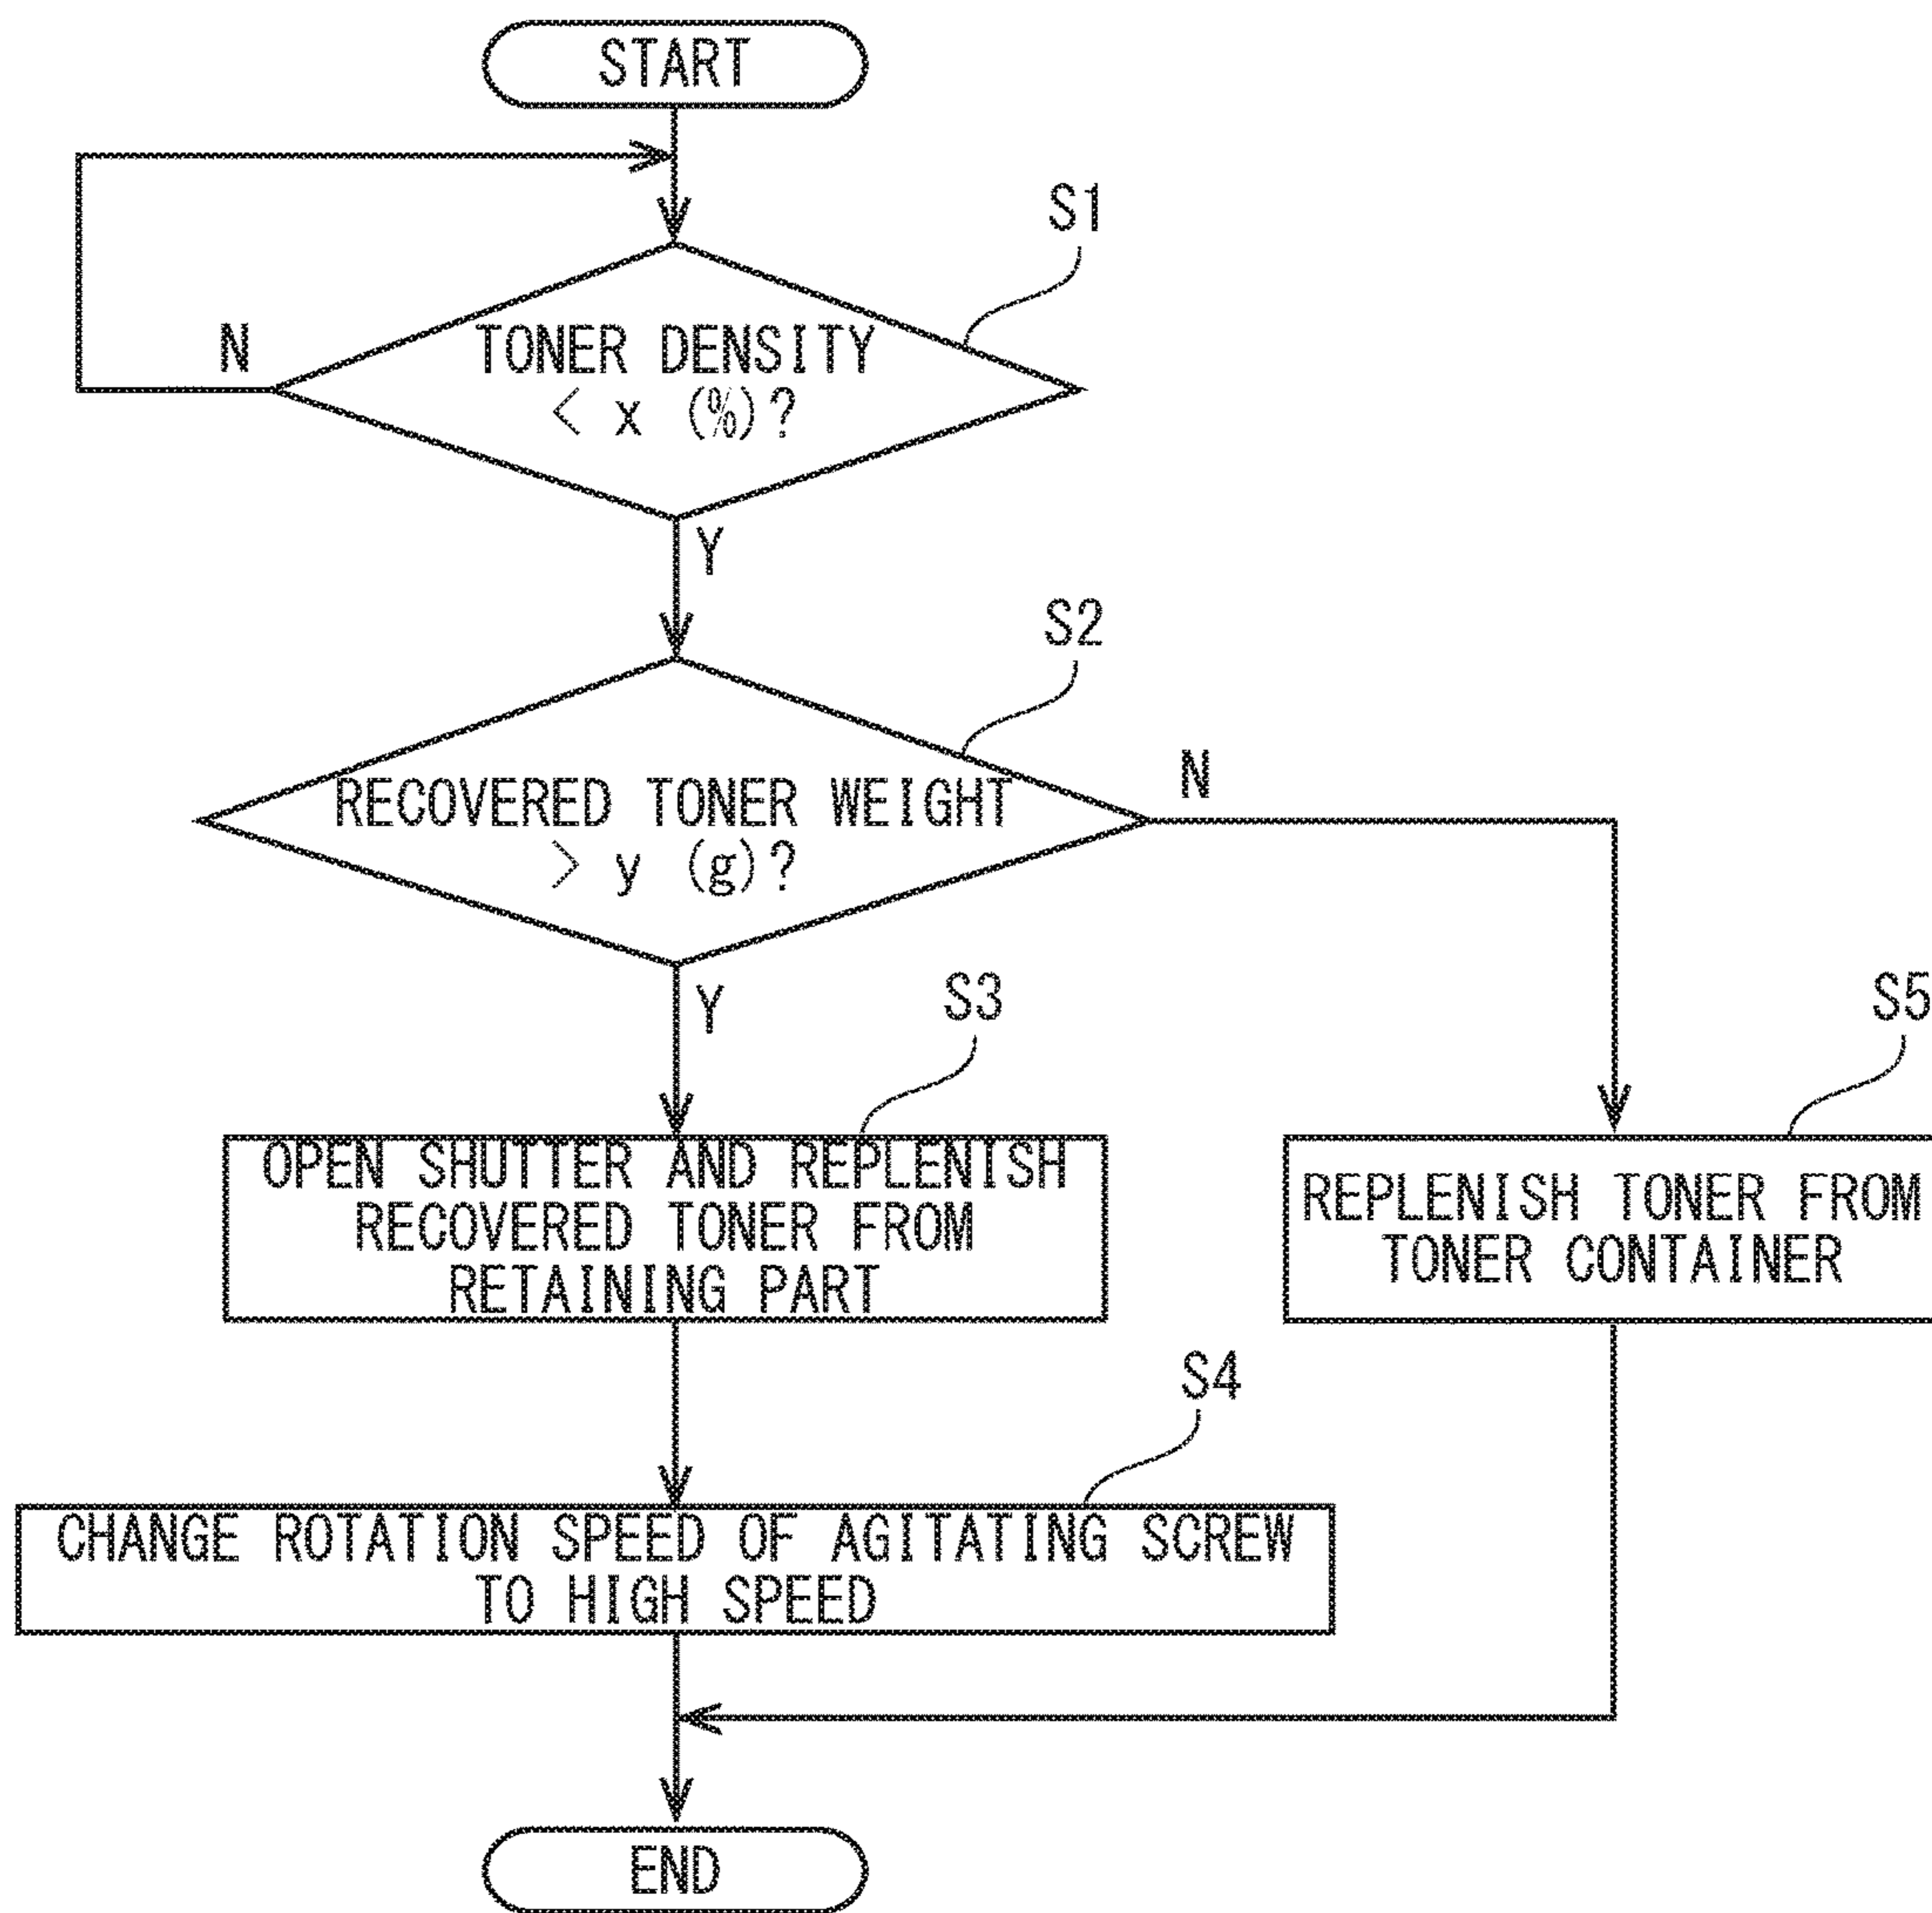 START
S1
N
TONER DENSITY
< x (%)?
Y
S2
N
RECOVERED TONER WEIGHT
> y (g)?
Y
S3
S5
OPEN SHUTTER AND REPLENISH
RECOVERED TONER FROM
RETAINING PART
REPLENISH TONER FROM
TONER CONTAINER
S4
CHANGE ROTATION SPEED OF AGITATING SCREW
TO HIGH SPEED
END